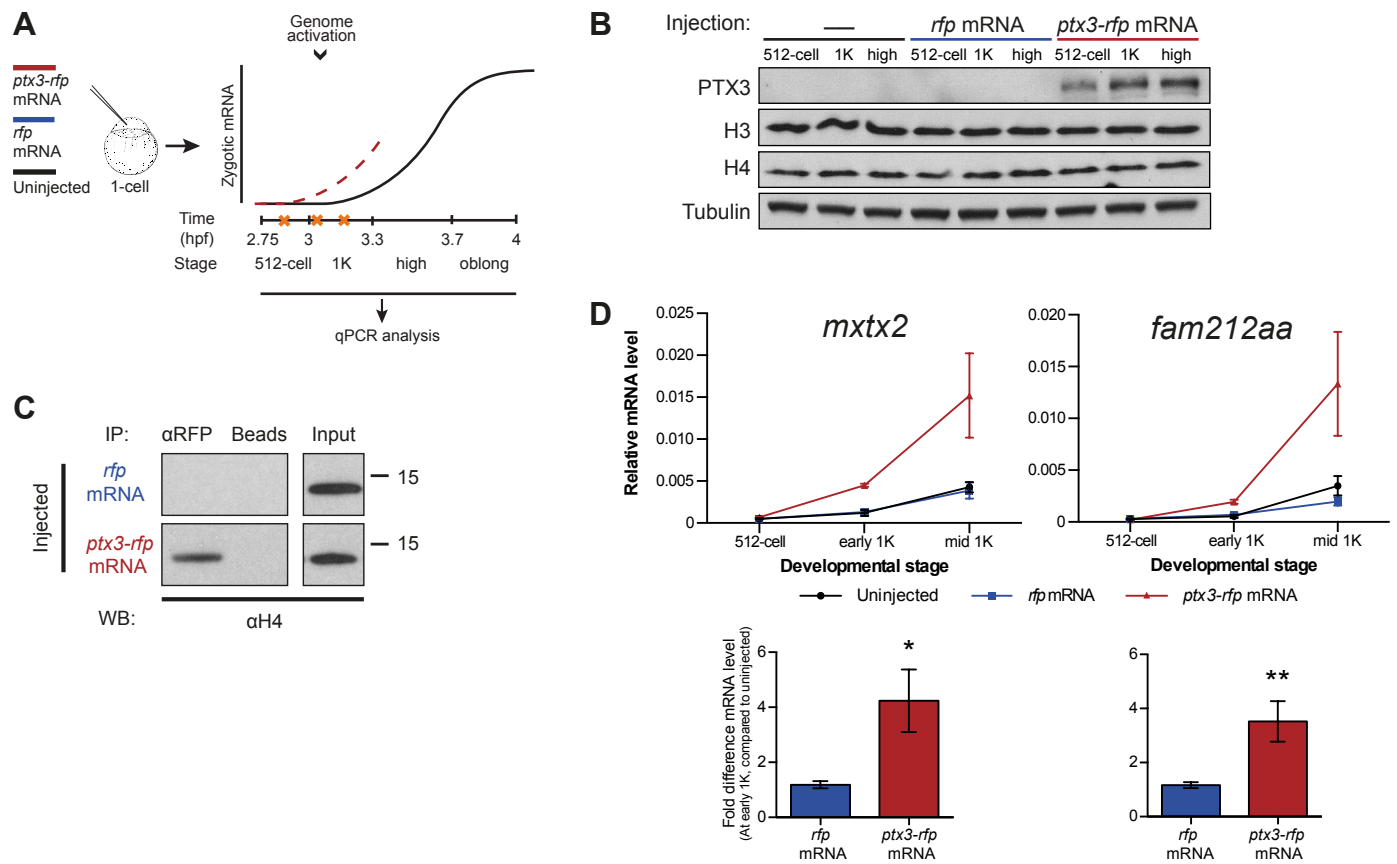 A
Genome
activation
ptx3-rfp
mRNA
rfp
mRNA
Uninjected
1-cell
Zygotic mRNA
Time
(hpf)
2.75 3 3.3 3.7 4
Stage 512-cell 1K high oblong
qPCR analysis
B
Injection: — rfp mRNA ptx3-rfp mRNA
512-cell 1K high 512-cell 1K high 512-cell 1K high
PTX3
H3
H4
Tubulin
C
IP: αRFP Beads Input
Injected
rfp
mRNA
15
ptx3-rfp
mRNA
15
WB: αH4
D
mxtx2
Relative mRNA level
0.025
0.020
0.015
0.010
0.005
0
512-cell early 1K mid 1K
Developmental stage
fam212aa
0.020
0.015
0.010
0.005
0
512-cell early 1K mid 1K
Developmental stage
Uninjected rfp mRNA ptx3-rfp mRNA
Fold difference mRNA level
(At early 1K, compared to uninjected)
6
4
2
0
*
rfp
mRNA
ptx3-rfp
mRNA
6
4
2
0
**
rfp
mRNA
ptx3-rfp
mRNA